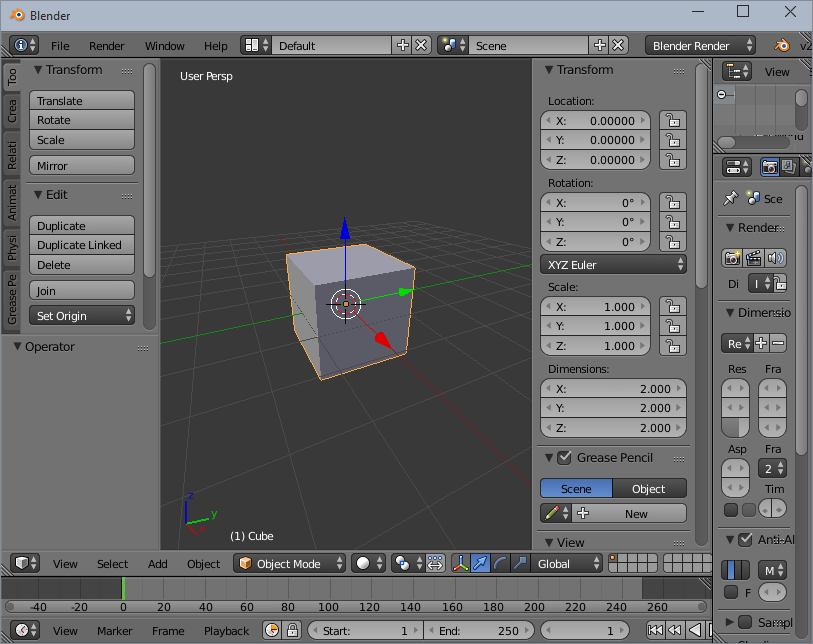 Blender
File Render Window Help Default Scene Blender Render v2
Too
Crea
Relati
Animat
Physi
Grease Pe
Transform
Translate
Rotate
Scale
Mirror
Edit
Duplicate
Duplicate Linked
Delete
Join
Set Origin
Operator
User Persp
z
y
x
(1) Cube
Transform
Location:
X: 0.00000
Y: 0.00000
Z: 0.00000
Rotation:
X: 0°
Y: 0°
Z: 0°
XYZ Euler
Scale:
X: 1.000
Y: 1.000
Z: 1.000
Dimensions:
X: 2.000
Y: 2.000
Z: 2.000
Grease Pencil
Scene Object
New
View
View
Sce
Render
Di I
Dimensio
Re
Res Fra
Asp Fra
2
Tim
Anti-Al
M
F
Sampl
View Select Add Object Object Mode Global
-40 -20 0 20 40 60 80 100 120 140 160 180 200 220 240 260
View Marker Frame Playback Start: 1 End: 250 1